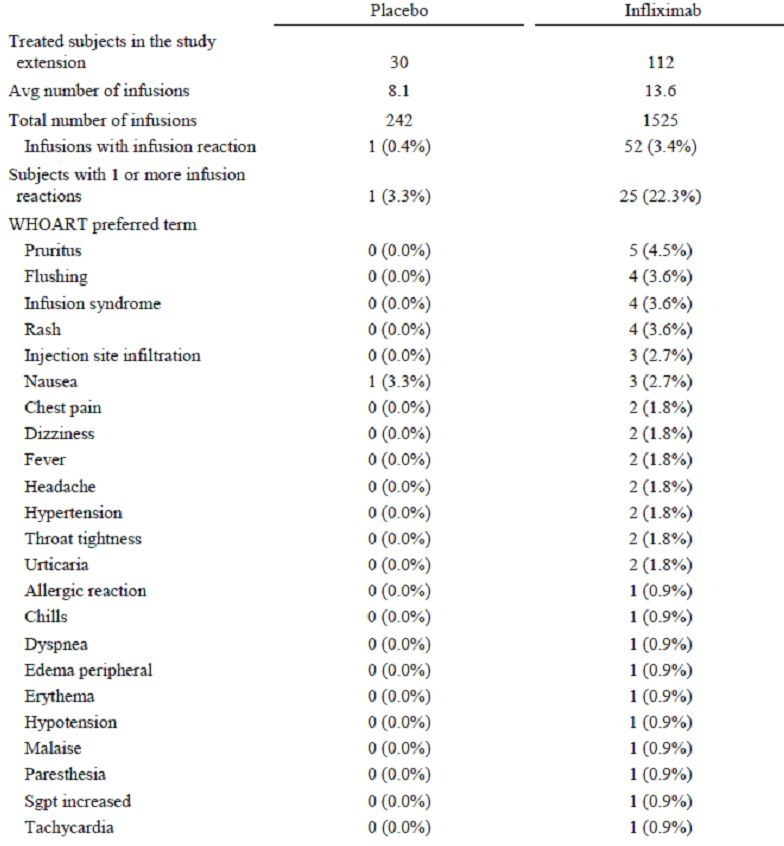 Placebo Infliximab
Treated subjects in the study
extension 30 112
Avg number of infusions 8.1 13.6
Total number of infusions 242 1525
Infusions with infusion reaction 1 (0.4%) 52 (3.4%)
Subjects with 1 or more infusion
reactions 1 (3.3%) 25 (22.3%)
WHOART preferred term
Pruritus 0 (0.0%) 5 (4.5%)
Flushing 0 (0.0%) 4 (3.6%)
Infusion syndrome 0 (0.0%) 4 (3.6%)
Rash 0 (0.0%) 4 (3.6%)
Injection site infiltration 0 (0.0%) 3 (2.7%)
Nausea 1 (3.3%) 3 (2.7%)
Chest pain 0 (0.0%) 2 (1.8%)
Dizziness 0 (0.0%) 2 (1.8%)
Fever 0 (0.0%) 2 (1.8%)
Headache 0 (0.0%) 2 (1.8%)
Hypertension 0 (0.0%) 2 (1.8%)
Throat tightness 0 (0.0%) 2 (1.8%)
Urticaria 0 (0.0%) 2 (1.8%)
Allergic reaction 0 (0.0%) 1 (0.9%)
Chills 0 (0.0%) 1 (0.9%)
Dyspnea 0 (0.0%) 1 (0.9%)
Edema peripheral 0 (0.0%) 1 (0.9%)
Erythema 0 (0.0%) 1 (0.9%)
Hypotension 0 (0.0%) 1 (0.9%)
Malaise 0 (0.0%) 1 (0.9%)
Paresthesia 0 (0.0%) 1 (0.9%)
Sgpt increased 0 (0.0%) 1 (0.9%)
Tachycardia 0 (0.0%) 1 (0.9%)